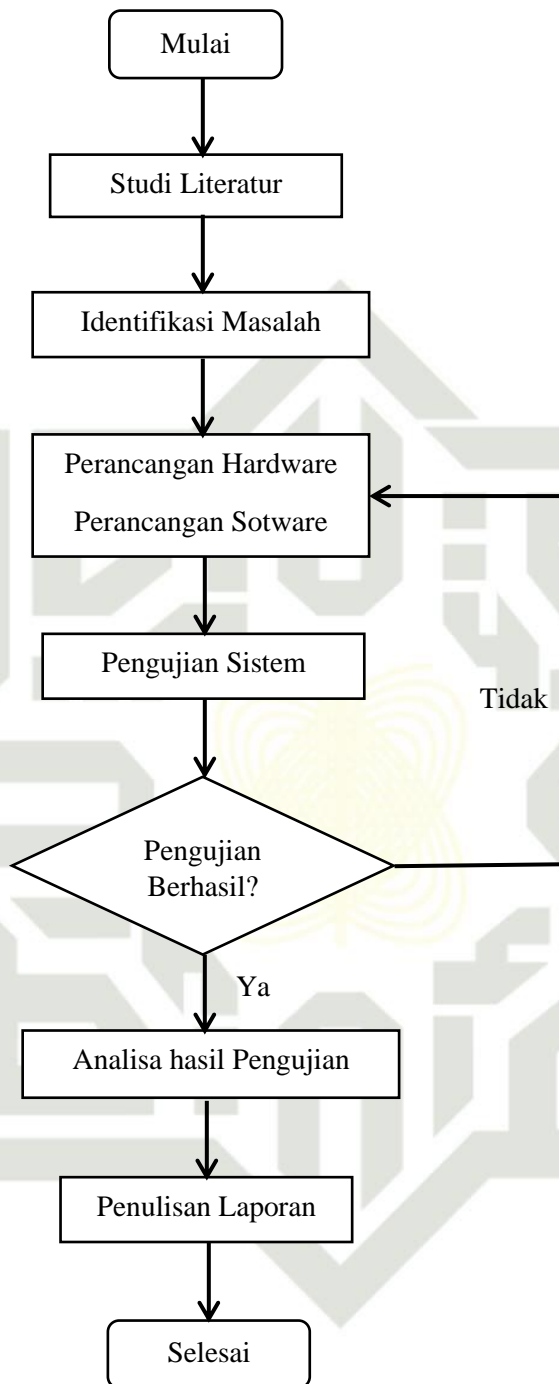 Mulai
Studi Literatur
Identifikasi Masalah
Perancangan Hardware
Perancangan Sotware
Pengujian Sistem
Tidak
Pengujian
Berhasil?
Ya
Analisa hasil Pengujian
Penulisan Laporan
Selesai